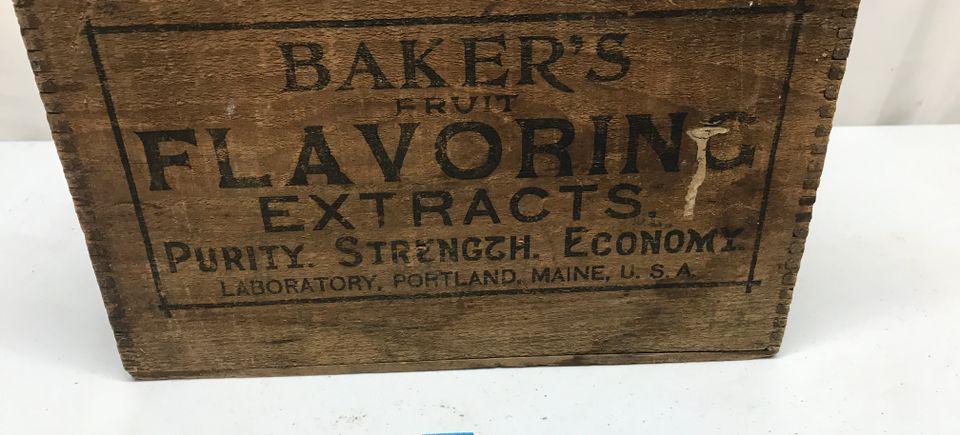 BAKER'S
FRUIT
FLAVORING
EXTRACTS.
PURITY. STRENGTH. ECONOMY.
LABORATORY, PORTLAND, MAINE, U. S. A.